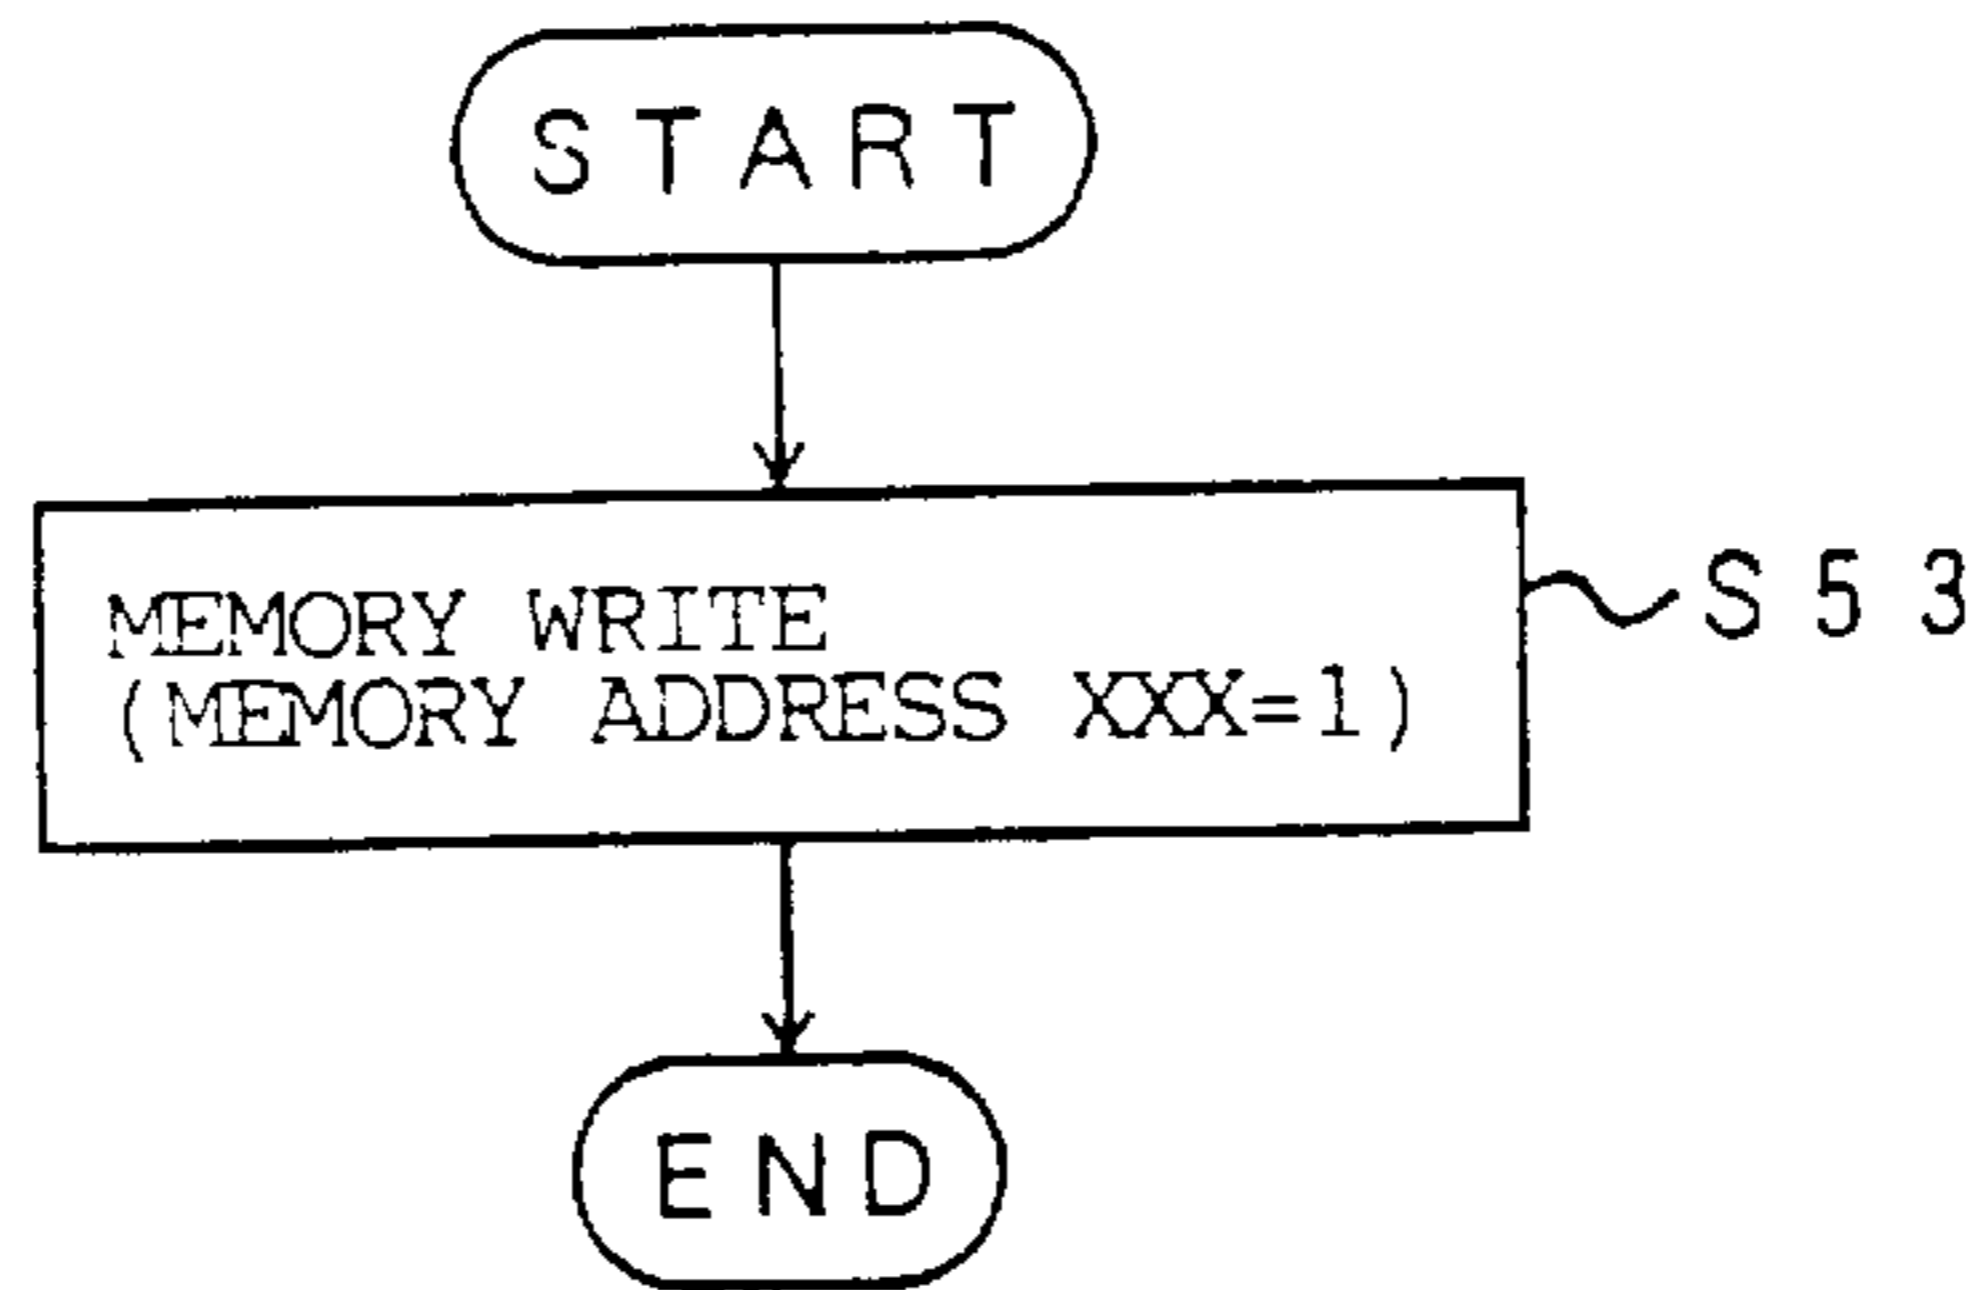 START
MEMORY WRITE
(MEMORY ADDRESS XXX=1)
S53
END